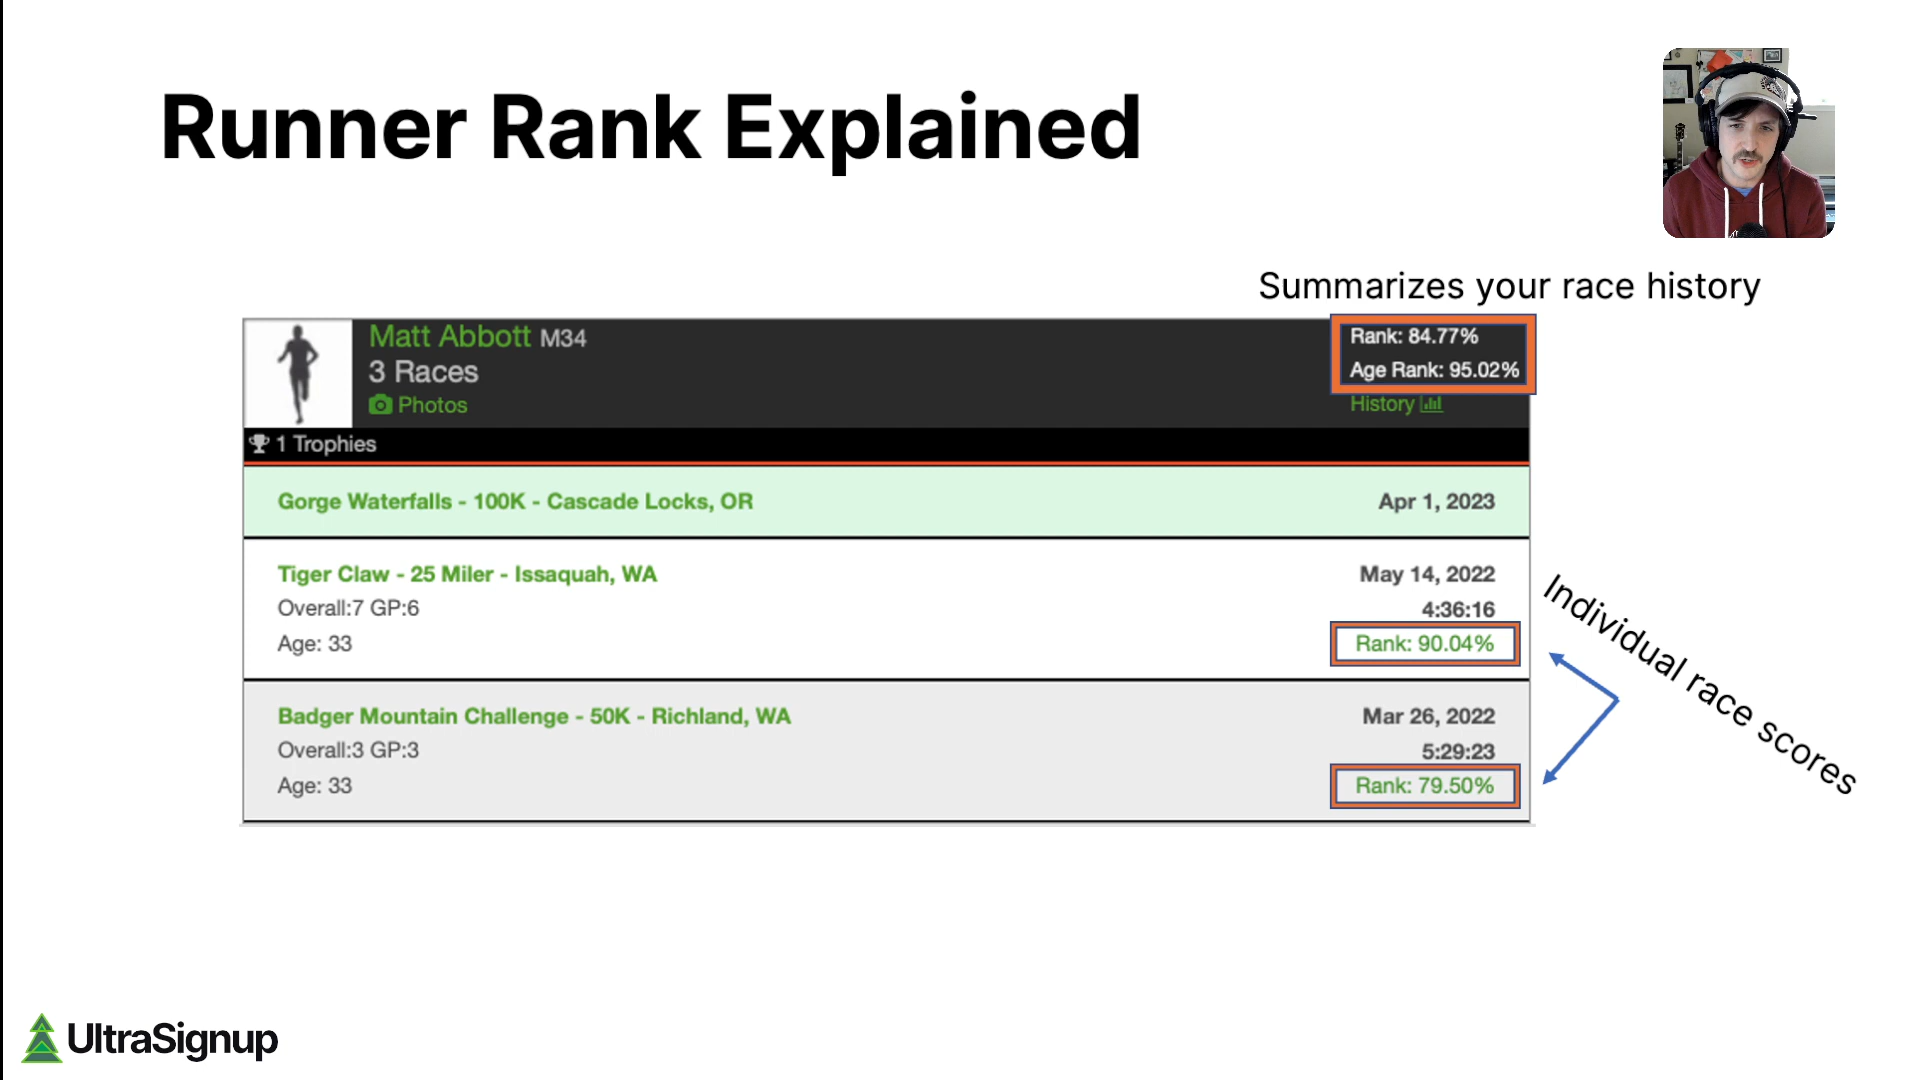 Runner Rank Explained
Summarizes your race history
Matt Abbott M34
3 Races
Photos
Rank: 84.77%
Age Rank: 95.02%
History
1 Trophies
Gorge Waterfalls - 100K - Cascade Locks, OR
Apr 1, 2023
Tiger Claw - 25 Miler - Issaquah, WA
May 14, 2022
Overall:7 GP:6
4:36:16
Age: 33
Rank: 90.04%
Badger Mountain Challenge - 50K - Richland, WA
Mar 26, 2022
Overall:3 GP:3
5:29:23
Age: 33
Rank: 79.50%
Individual race scores
UltraSignup